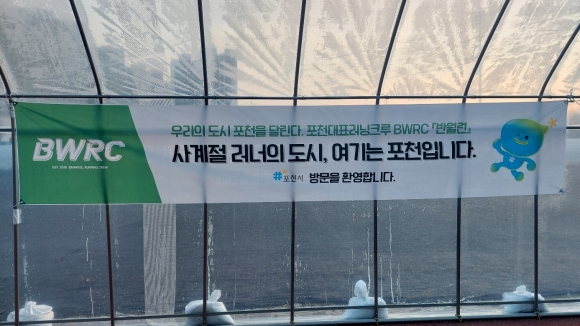 우리의 도시 포천을 달린다. 포천대표러닝크루 BWRC 『반월런』
BWRC
사계절 러너의 도시, 여기는 포천입니다.
#포천시 방문을 환영합니다.